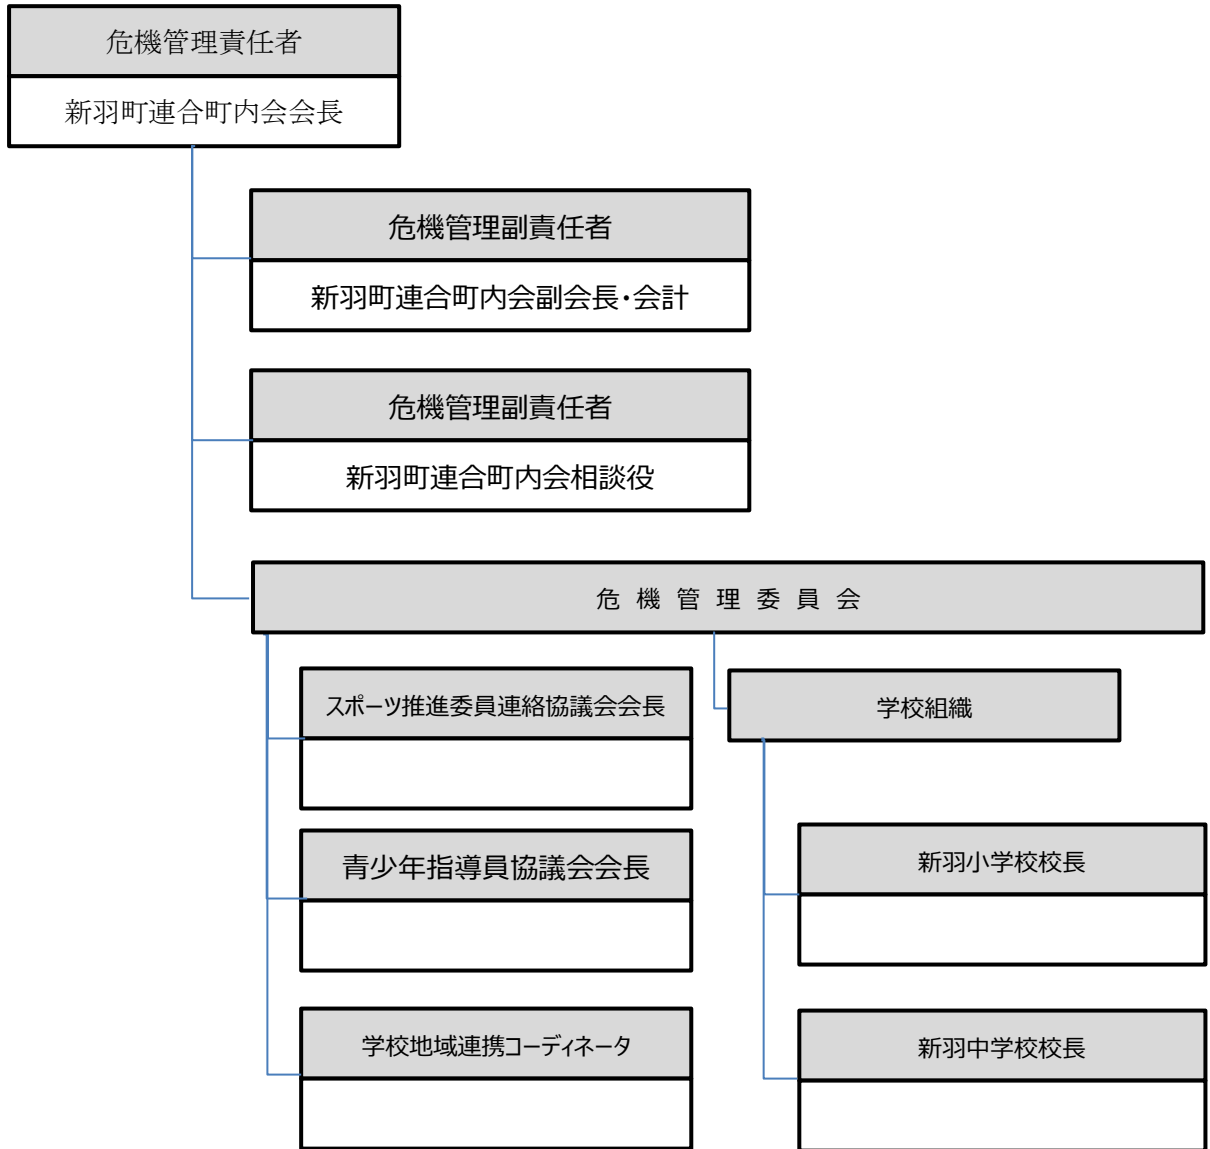 危機管理責任者
新羽町連合町内会会長
危機管理副責任者
新羽町連合町内会副会長・会計
危機管理副責任者
新羽町連合町内会相談役
危機管理委員会
スポーツ推進委員連絡協議会会長
学校組織
青少年指導員協議会会長
新羽小学校校長
学校地域連携コーディネータ
新羽中学校校長